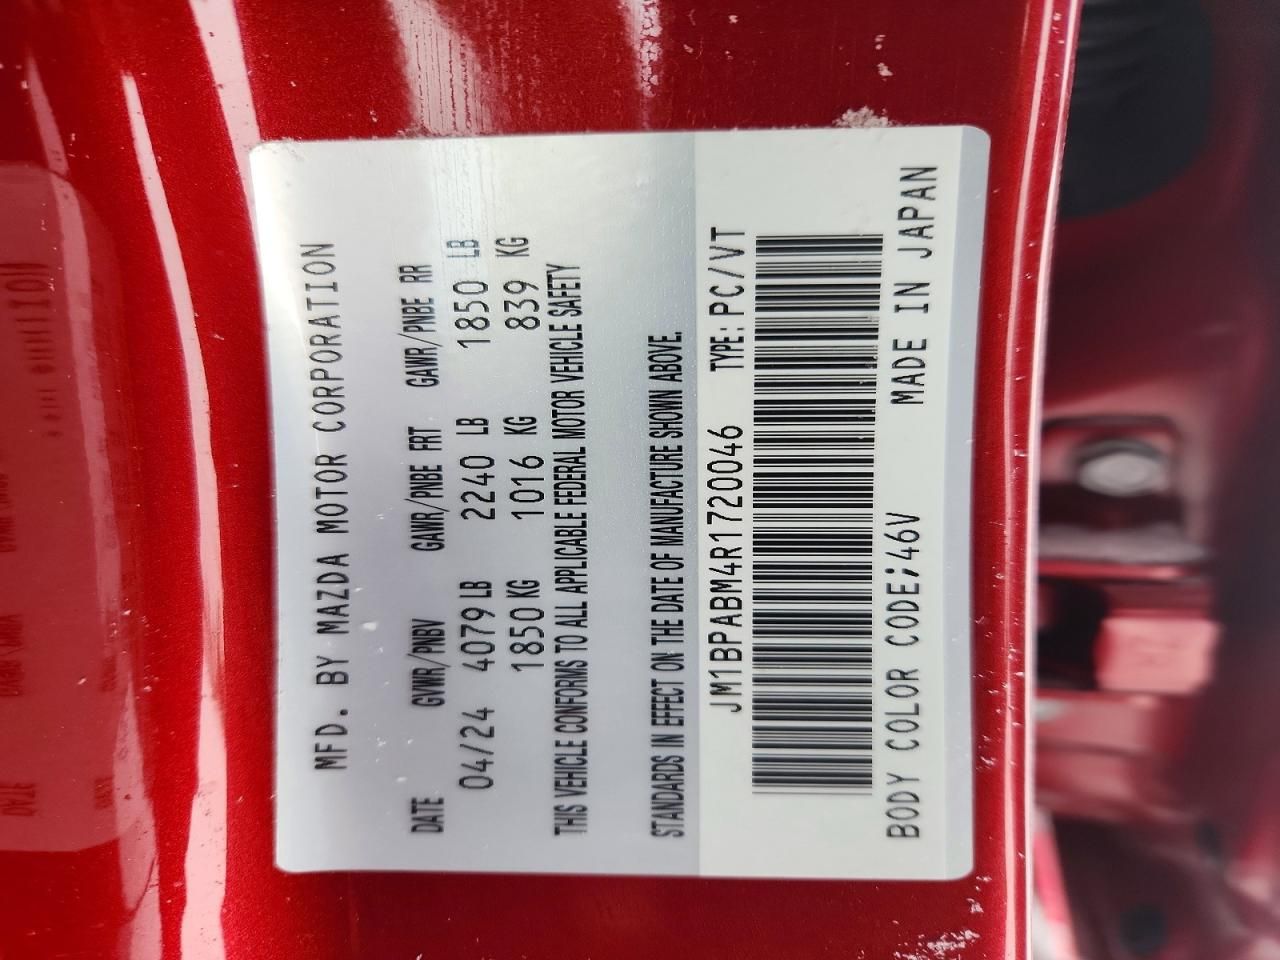 MFD. BY MAZDA MOTOR CORPORATION
DATE GVWR/PNBV GAWR/PNBE FRT GAWR/PNBE RR
04/24 4079 LB 2240 LB 1850 LB
1850 KG 1016 KG 839 KG
THIS VEHICLE CONFORMS TO ALL APPLICABLE FEDERAL MOTOR VEHICLE SAFETY
STANDARDS IN EFFECT ON THE DATE OF MANUFACTURE SHOWN ABOVE.
JM1BPABM4R1720046 TYPE: PC/VT
BODY COLOR CODE;46V MADE IN JAPAN